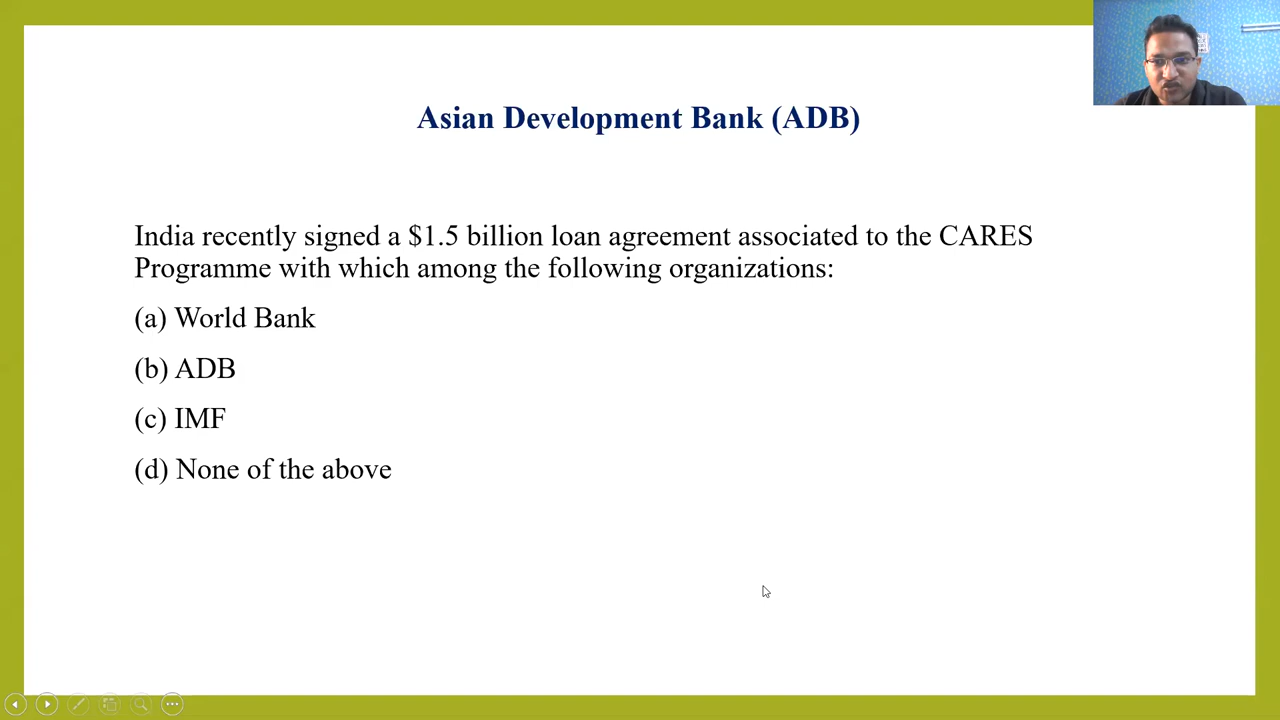 Asian Development Bank (ADB)
India recently signed a $1.5 billion loan agreement associated to the CARES
Programme with which among the following organizations:
(a) World Bank
(b) ADB
(c) IMF
(d) None of the above